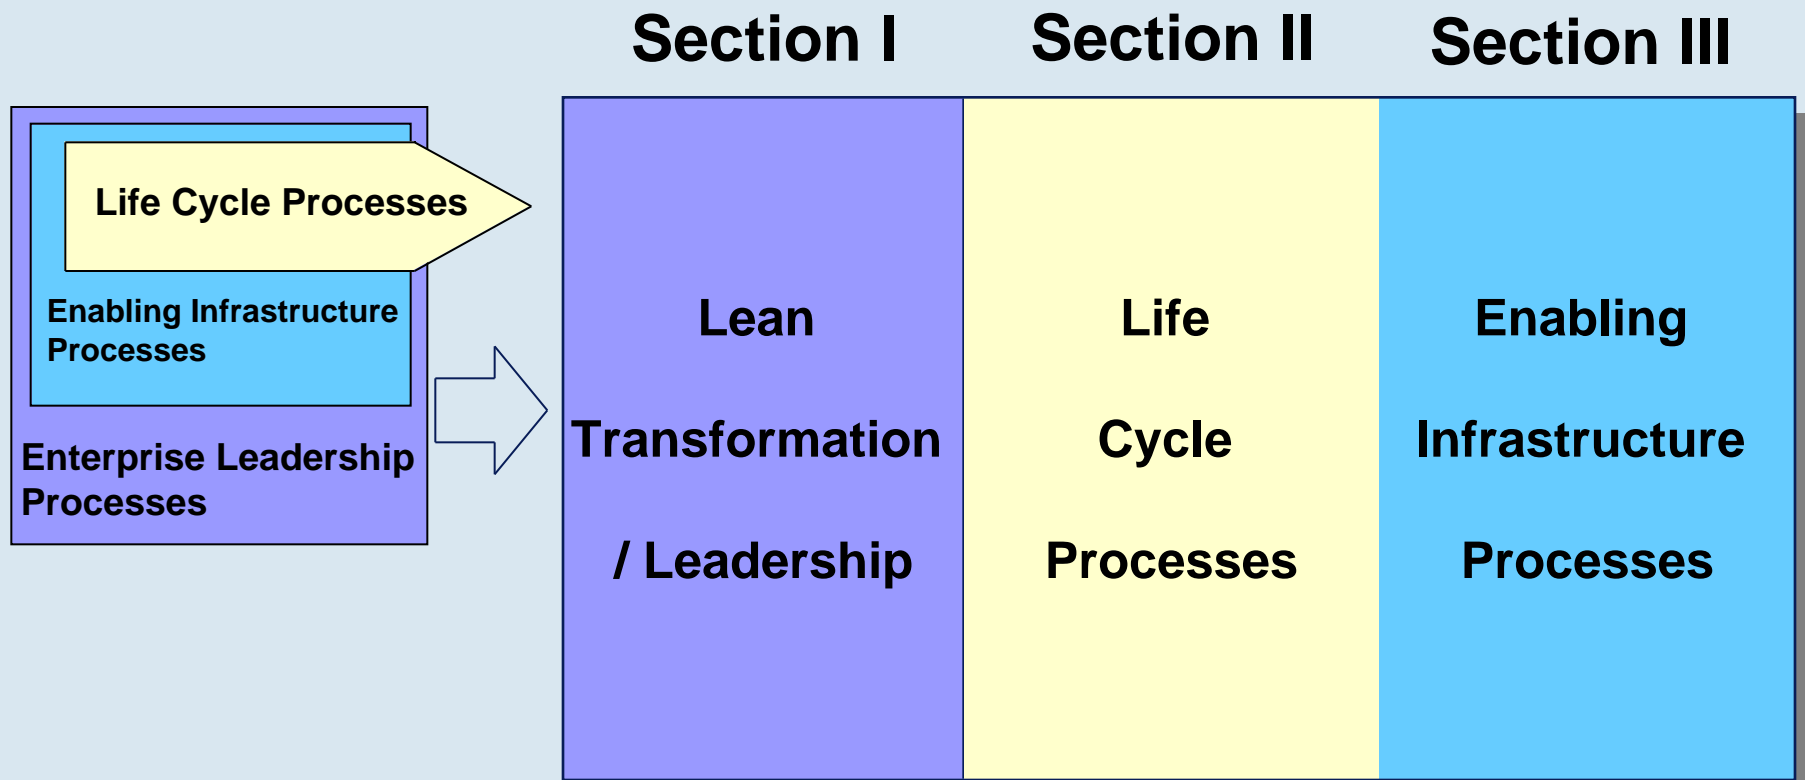 Section I
Section II
Section III
Life Cycle Processes
Enabling Infrastructure
Processes
Enterprise Leadership
Processes
Lean
Transformation
/ Leadership
Life
Cycle
Processes
Enabling
Infrastructure
Processes